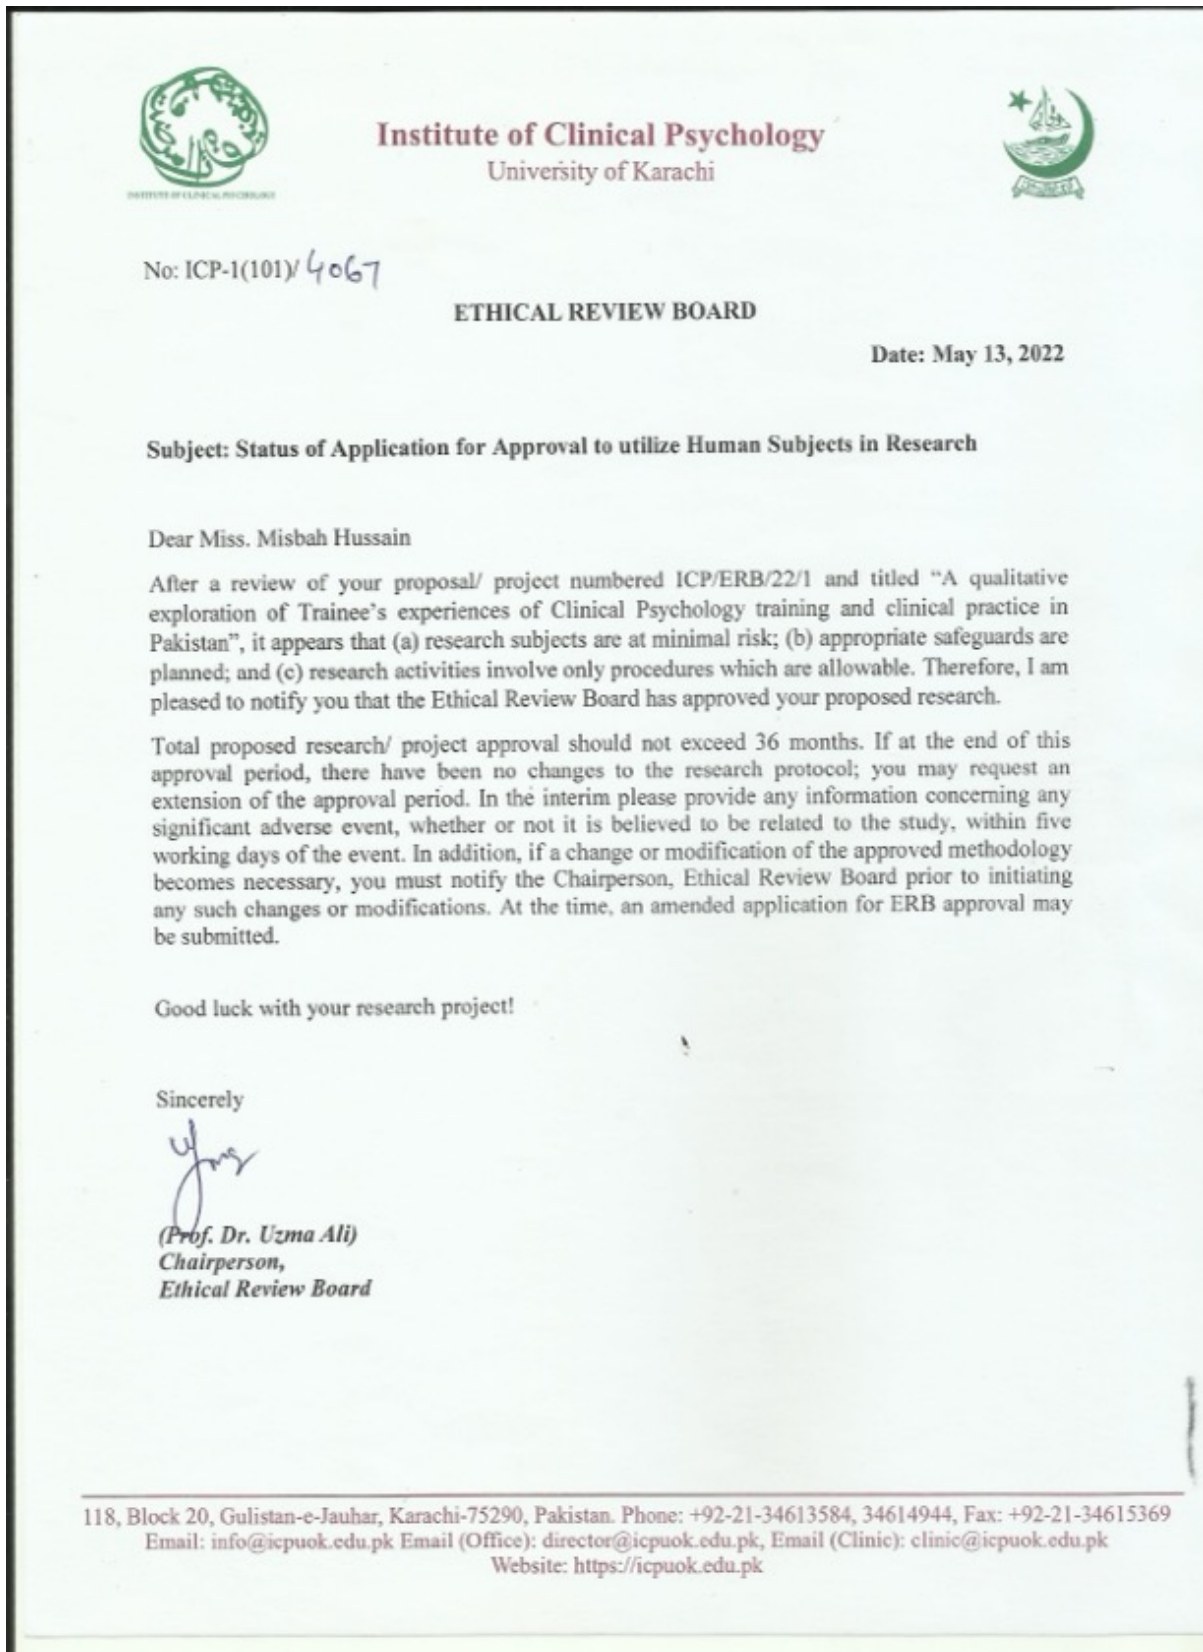 INSTITUTE OF CLINICAL PSYCHOLOGY
Institute of Clinical Psychology
University of Karachi
No: ICP-1(101)/ 4067
ETHICAL REVIEW BOARD
Date: May 13, 2022
Subject: Status of Application for Approval to utilize Human Subjects in Research
Dear Miss. Misbah Hussain
After a review of your proposal/ project numbered ICP/ERB/22/1 and titled “A qualitative
exploration of Trainee’s experiences of Clinical Psychology training and clinical practice in
Pakistan”, it appears that (a) research subjects are at minimal risk; (b) appropriate safeguards are
planned; and (c) research activities involve only procedures which are allowable. Therefore, I am
pleased to notify you that the Ethical Review Board has approved your proposed research.
Total proposed research/ project approval should not exceed 36 months. If at the end of this
approval period, there have been no changes to the research protocol; you may request an
extension of the approval period. In the interim please provide any information concerning any
significant adverse event, whether or not it is believed to be related to the study, within five
working days of the event. In addition, if a change or modification of the approved methodology
becomes necessary, you must notify the Chairperson, Ethical Review Board prior to initiating
any such changes or modifications. At the time, an amended application for ERB approval may
be submitted.
Good luck with your research project!
Sincerely
(Prof. Dr. Uzma Ali)
Chairperson,
Ethical Review Board
118, Block 20, Gulistan-e-Jauhar, Karachi-75290, Pakistan. Phone: +92-21-34613584, 34614944, Fax: +92-21-34615369
Email: info@icpuok.edu.pk Email (Office): director@icpuok.edu.pk, Email (Clinic): clinic@icpuok.edu.pk
Website: https://icpuok.edu.pk